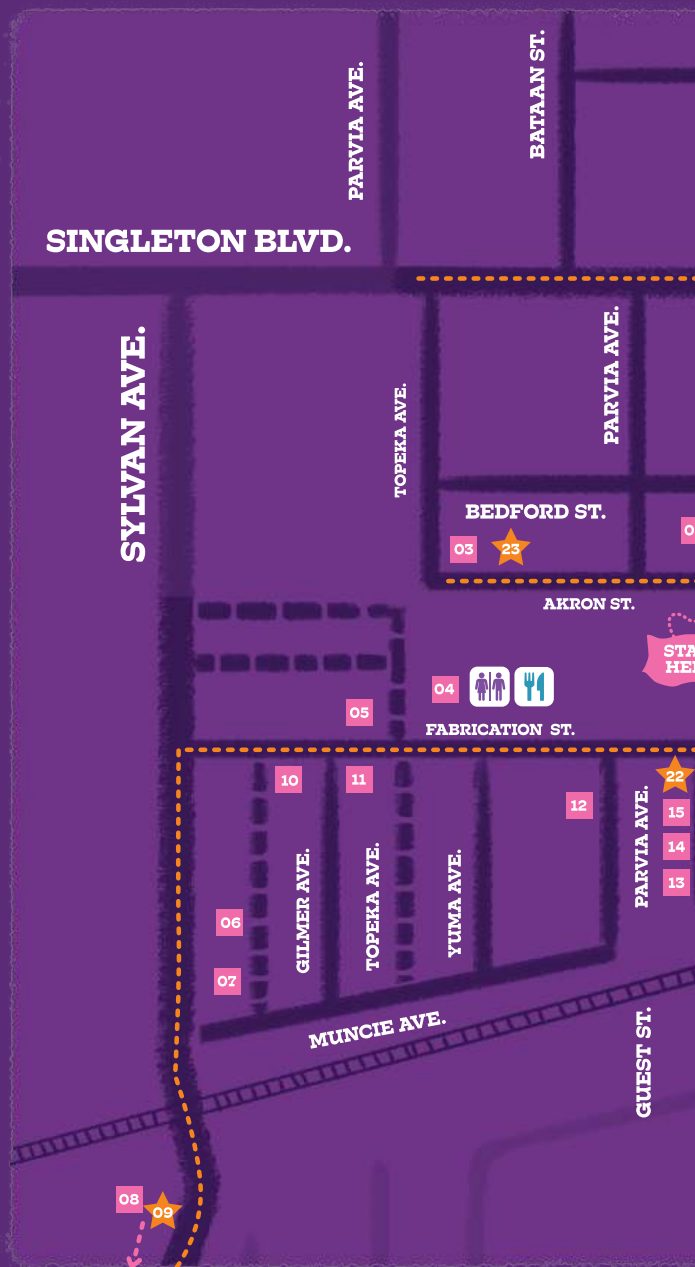 PARVIA AVE.
BATAAN ST.
SINGLETON BLVD.
SYLVAN AVE.
PARVIA AVE.
TOPEKA AVE.
BEDFORD ST.
03
23
AKRON ST.
04
05
FABRICATION ST.
10
11
22
12
15
14
13
PARVIA AVE.
GILMER AVE.
TOPEKA AVE.
YUMA AVE.
06
07
MUNCIE AVE.
GUEST ST.
08
09